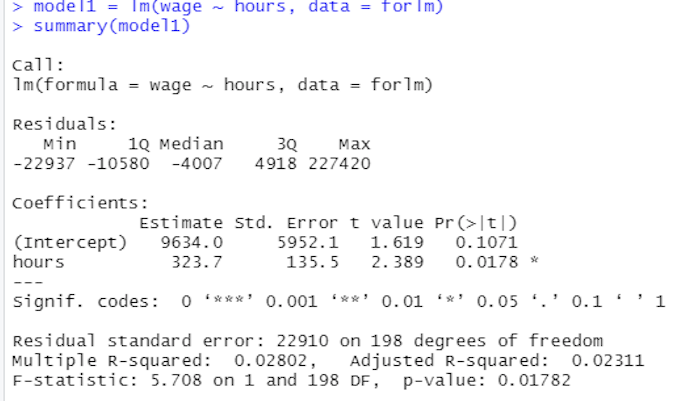 > model1 = lm(wage ~ hours, data = forlm)
> summary(model1)
Call:
lm(formula = wage ~ hours, data = forlm)
Residuals:
   Min     1Q Median     3Q    Max
-22937 -10580  -4007   4918 227420
Coefficients:
            Estimate Std. Error t value Pr(>|t|)
(Intercept)   9634.0     5952.1   1.619   0.1071
hours          323.7      135.5   2.389   0.0178 *
---
Signif. codes:  0 ‘***’ 0.001 ‘**’ 0.01 ‘*’ 0.05 ‘.’ 0.1 ‘ ’ 1
Residual standard error: 22910 on 198 degrees of freedom
Multiple R-squared:  0.02802,   Adjusted R-squared:  0.02311
F-statistic: 5.708 on 1 and 198 DF,  p-value: 0.01782